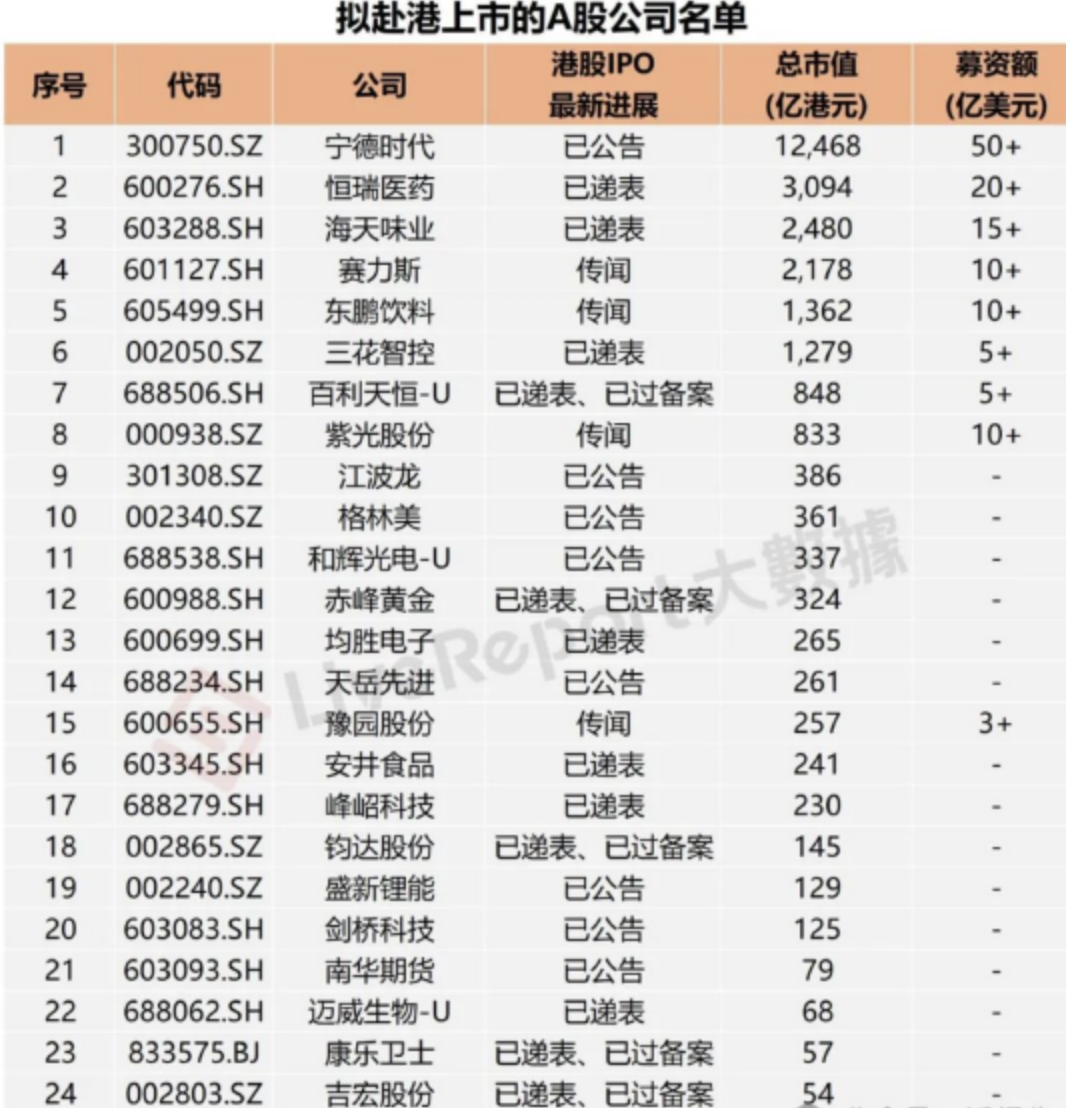 拟赴港上市的A股公司名单
序号 代码 公司 港股IPO 最新进展 总市值 (亿港元) 募资额 (亿美元)
1 300750.SZ 宁德时代 已公告 12,468 50+
2 600276.SH 恒瑞医药 已递表 3,094 20+
3 603288.SH 海天味业 已递表 2,480 15+
4 601127.SH 赛力斯 传闻 2,178 10+
5 605499.SH 东鹏饮料 传闻 1,362 10+
6 002050.SZ 三花智控 已递表 1,279 5+
7 688506.SH 百利天恒-U 已递表、已过备案 848 5+
8 000938.SZ 紫光股份 传闻 833 10+
9 301308.SZ 江波龙 已公告 386 -
10 002340.SZ 格林美 已公告 361 -
11 688538.SH 和辉光电-U 已公告 337 -
12 600988.SH 赤峰黄金 已递表、已过备案 324 -
13 600699.SH 均胜电子 已递表 265 -
14 688234.SH 天岳先进 已公告 261 -
15 600655.SH 豫园股份 传闻 257 3+
16 603345.SH 安井食品 已递表 241 -
17 688279.SH 峰岹科技 已递表 230 -
18 002865.SZ 钧达股份 已递表、已过备案 145 -
19 002240.SZ 盛新锂能 已公告 129 -
20 603083.SH 剑桥科技 已公告 125 -
21 603093.SH 南华期货 已公告 79 -
22 688062.SH 迈威生物-U 已递表 68 -
23 833575.BJ 康乐卫士 已递表、已过备案 57 -
24 002803.SZ 吉宏股份 已递表、已过备案 54 -
LiveReport大數據